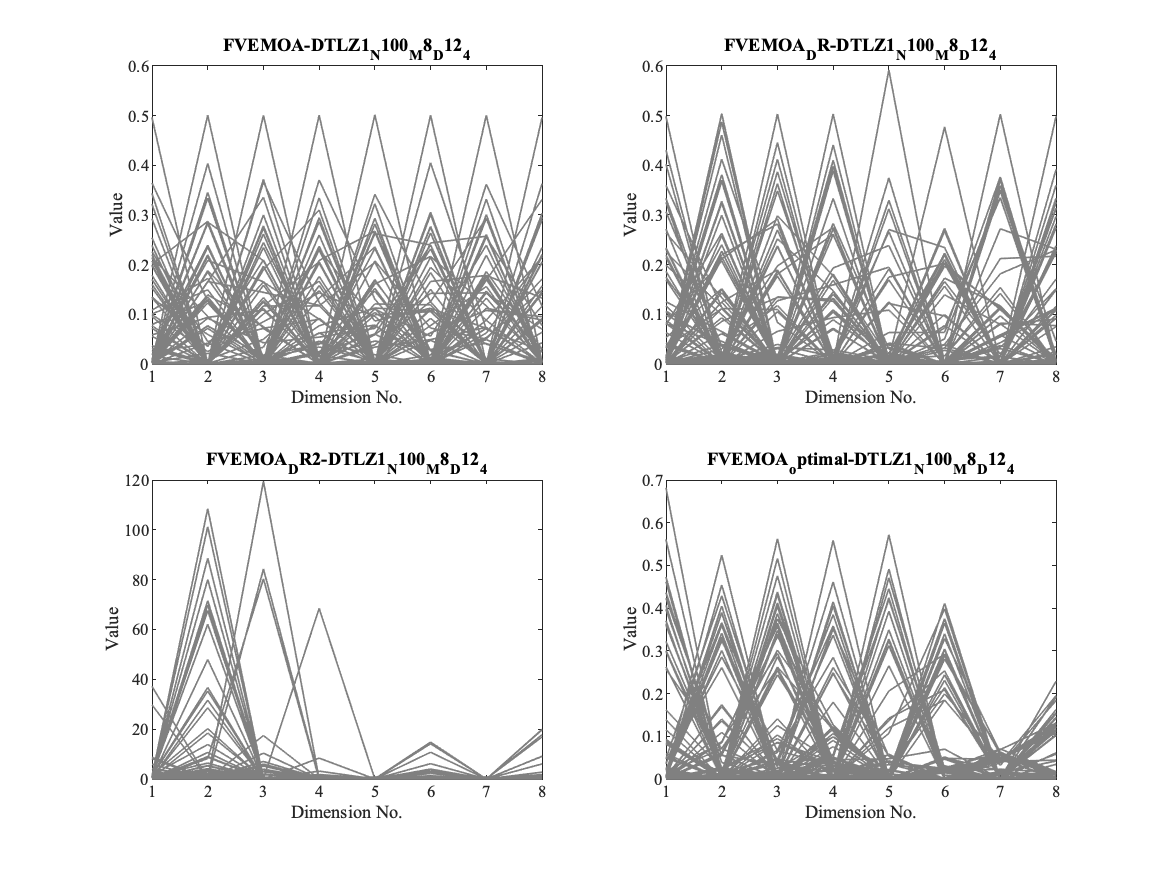 FVEMOA-DTLZ1_N100_M8_D12_4
0.6
0.5
0.4
0.3
0.2
0.1
0
Value
1 2 3 4 5 6 7 8
Dimension No.
FVEMOA_DR-DTLZ1_N100_M8_D12_4
0.6
0.5
0.4
0.3
0.2
0.1
0
Value
1 2 3 4 5 6 7 8
Dimension No.
FVEMOA_DR2-DTLZ1_N100_M8_D12_4
120
100
80
60
40
20
0
Value
1 2 3 4 5 6 7 8
Dimension No.
FVEMOA_optimal-DTLZ1_N100_M8_D12_4
0.7
0.6
0.5
0.4
0.3
0.2
0.1
0
Value
1 2 3 4 5 6 7 8
Dimension No.